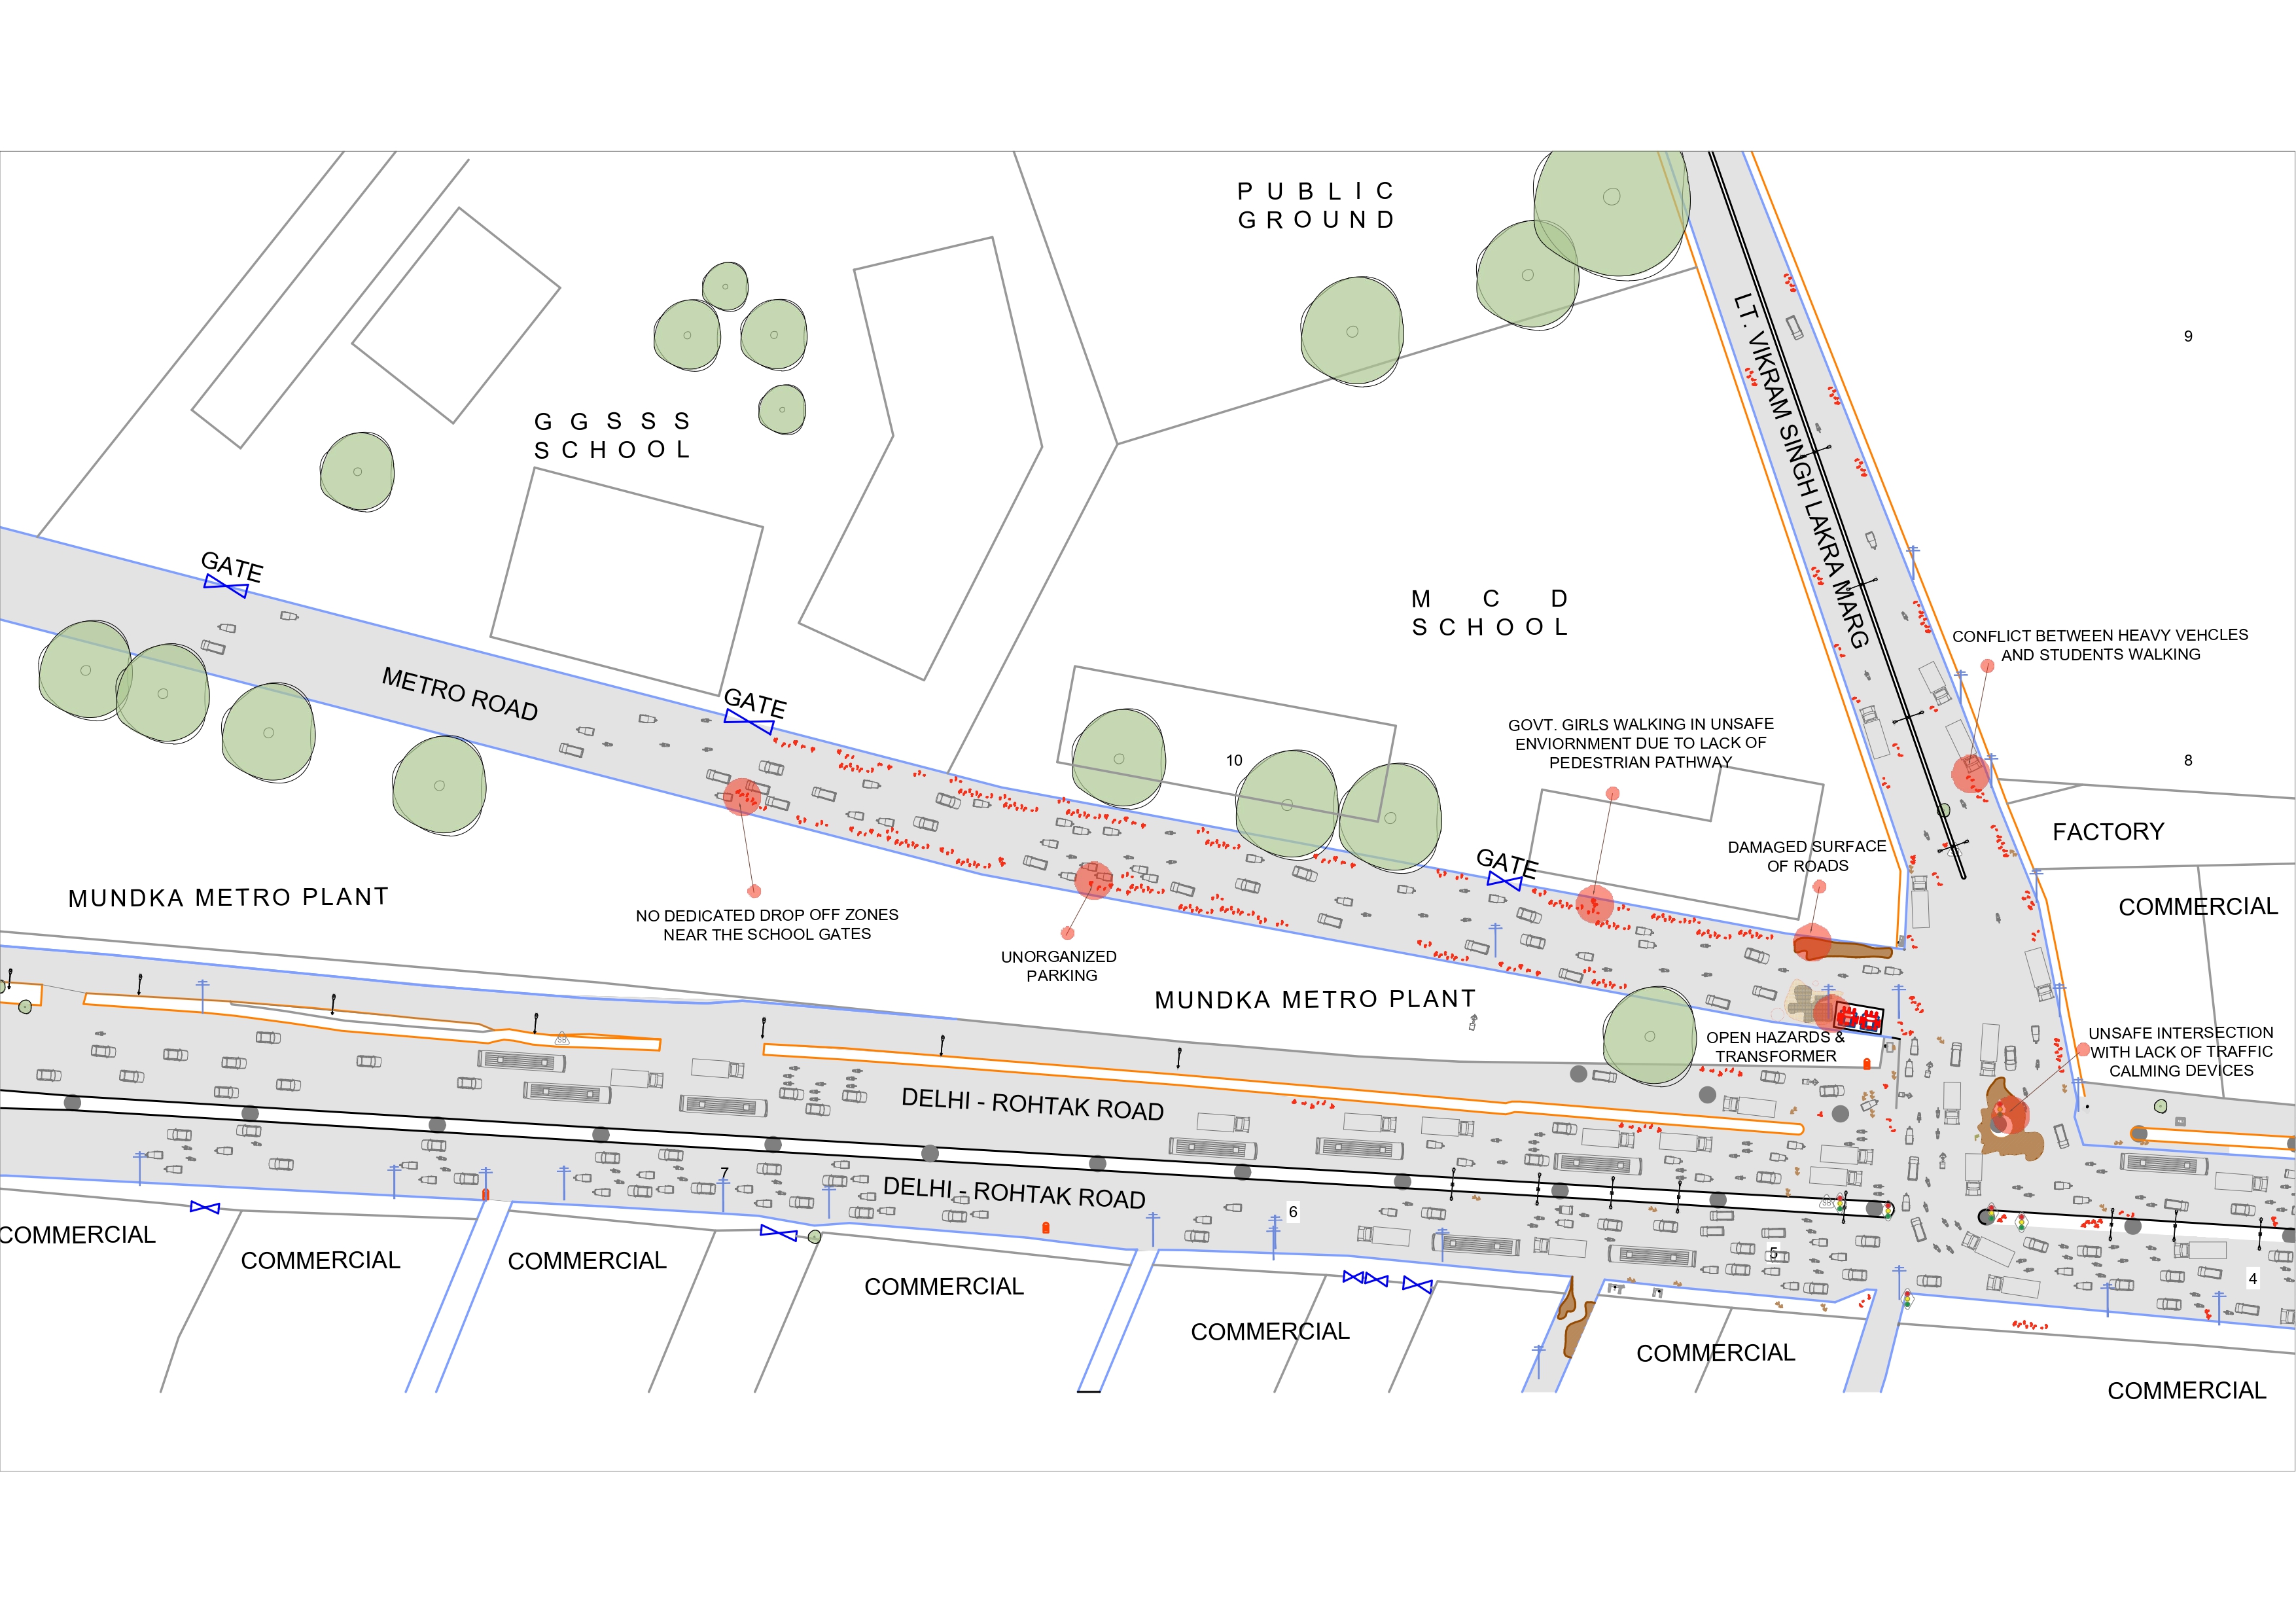 PUBLIC
GROUND
LT. VIKRAM SINGH LAKRA MARG
9
GGSSS
SCHOOL
GATE
METRO ROAD
GATE
MCD
SCHOOL
CONFLICT BETWEEN HEAVY VEHCLES
AND STUDENTS WALKING
GOVT. GIRLS WALKING IN UNSAFE
ENVIORNMENT DUE TO LACK OF
PEDESTRIAN PATHWAY
10
8
FACTORY
DAMAGED SURFACE
OF ROADS
GATE
MUNDKA METRO PLANT
COMMERCIAL
NO DEDICATED DROP OFF ZONES
NEAR THE SCHOOL GATES
UNORGANIZED
PARKING
MUNDKA METRO PLANT
OPEN HAZARDS &
TRANSFORMER
UNSAFE INTERSECTION
WITH LACK OF TRAFFIC
CALMING DEVICES
DELHI - ROHTAK ROAD
7
DELHI - ROHTAK ROAD
6
5
4
COMMERCIAL
COMMERCIAL
COMMERCIAL
COMMERCIAL
COMMERCIAL
COMMERCIAL
COMMERCIAL